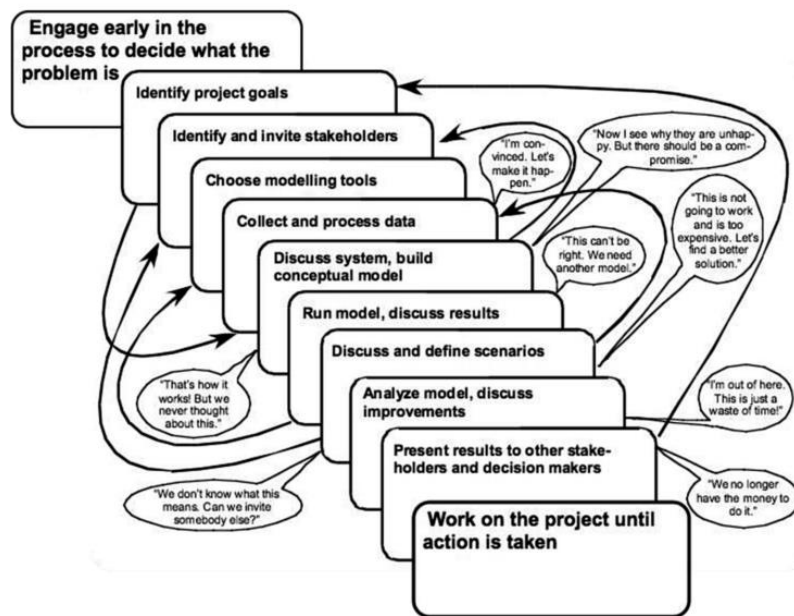 Engage early in the
process to decide what the
problem is
Identify project goals
Identify and invite stakeholders
Choose modelling tools
Collect and process data
Discuss system, build
conceptual model
Run model, discuss results
Discuss and define scenarios
Analyze model, discuss
improvements
Present results to other stake-
holders and decision makers
Work on the project until
action is taken
"I'm con-
vinced. Let's
make it hap-
pen."
"Now I see why they are unhap-
py. But there should be a com-
promise."
"This is not
going to work
and is too
expensive. Let's
find a better
solution."
"This can't be
right. We need
another model."
"That's how it
works! But we
never thought
about this."
"I'm out of here.
This is just a
waste of time!"
"We don't know what this
means. Can we invite
somebody else?"
"We no longer
have the money to
do it."